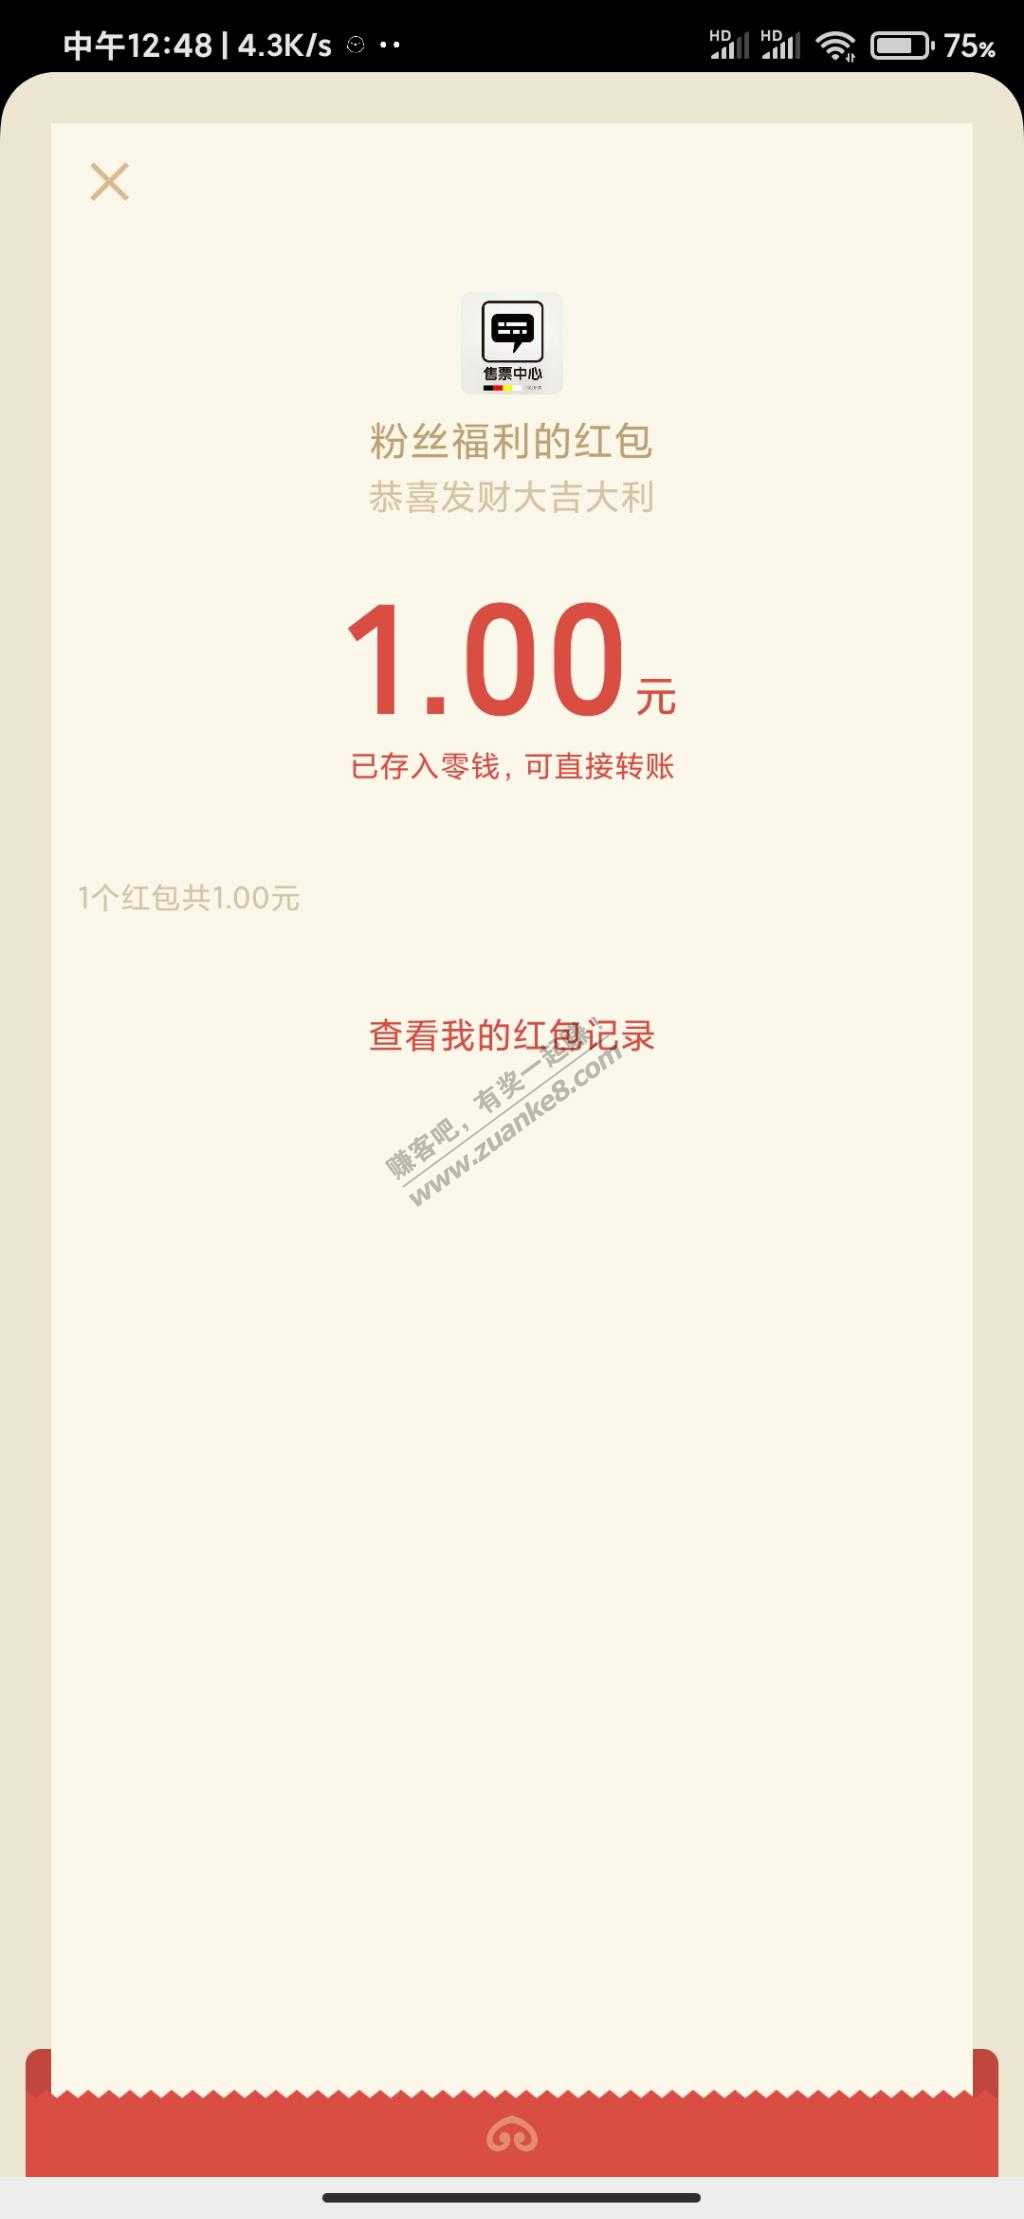 中午12:48 | 4.3K/s
HD HD 75%
售票中心
粉丝福利的红包
恭喜发财大吉大利
1.00元
已存入零钱，可直接转账
1个红包共1.00元
查看我的红包记录
赚客吧，有奖一起赚！
www.zuanke8.com